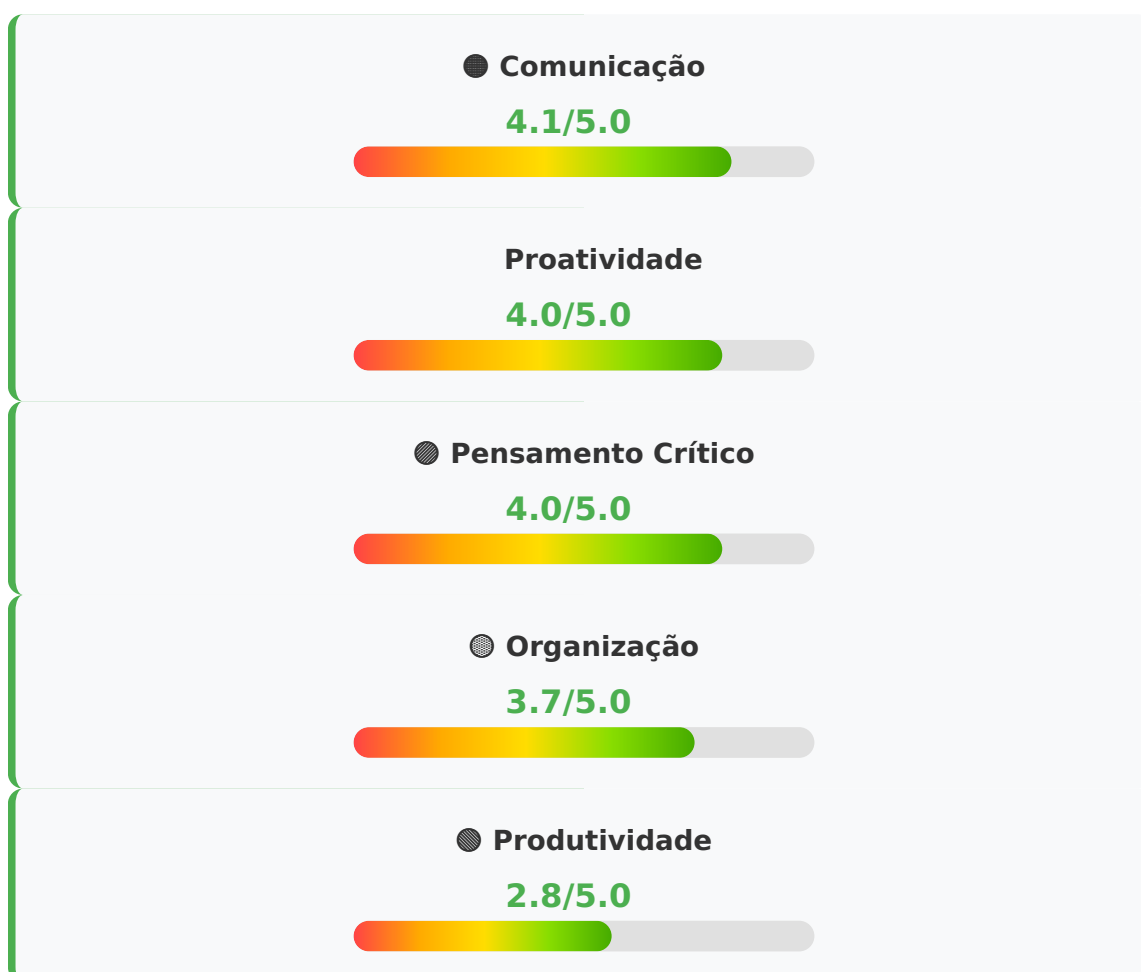 Comunicação
4.1/5.0
Proatividade
4.0/5.0
Pensamento Crítico
4.0/5.0
Organização
3.7/5.0
Produtividade
2.8/5.0